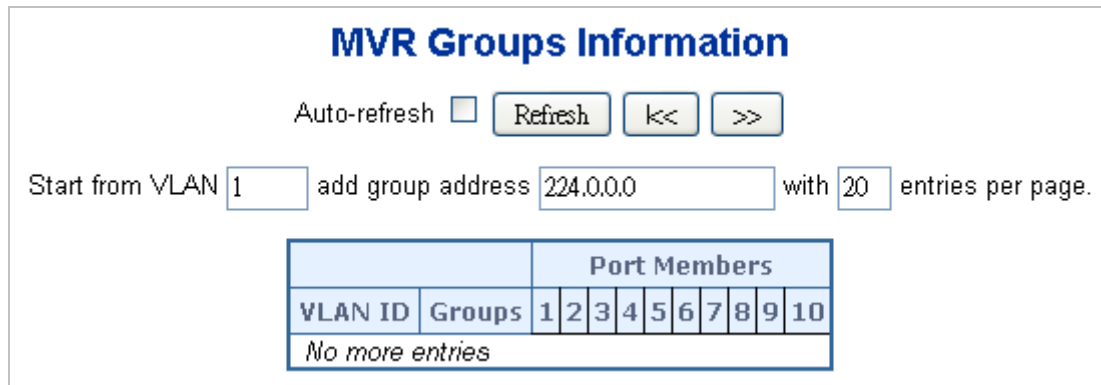 MVR Groups Information
Auto-refresh Refresh |<< >>
Start from VLAN 1 add group address 224.0.0.0 with 20 entries per page.
Port Members
VLAN ID Groups 1 2 3 4 5 6 7 8 9 10
No more entries